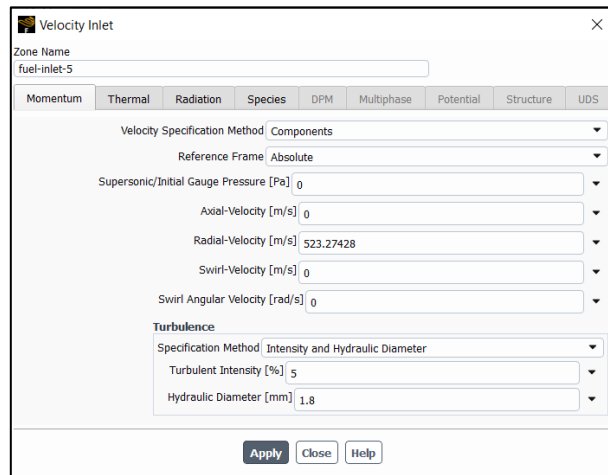 Velocity Inlet
Zone Name
fuel-inlet-5
Momentum Thermal Radiation Species DPM Multiphase Potential Structure UDS
Velocity Specification Method Components
Reference Frame Absolute
Supersonic/Initial Gauge Pressure [Pa] 0
Axial-Velocity [m/s] 0
Radial-Velocity [m/s] 523.27428
Swirl-Velocity [m/s] 0
Swirl Angular Velocity [rad/s] 0
Turbulence
Specification Method Intensity and Hydraulic Diameter
Turbulent Intensity [%] 5
Hydraulic Diameter [mm] 1.8
Apply Close Help